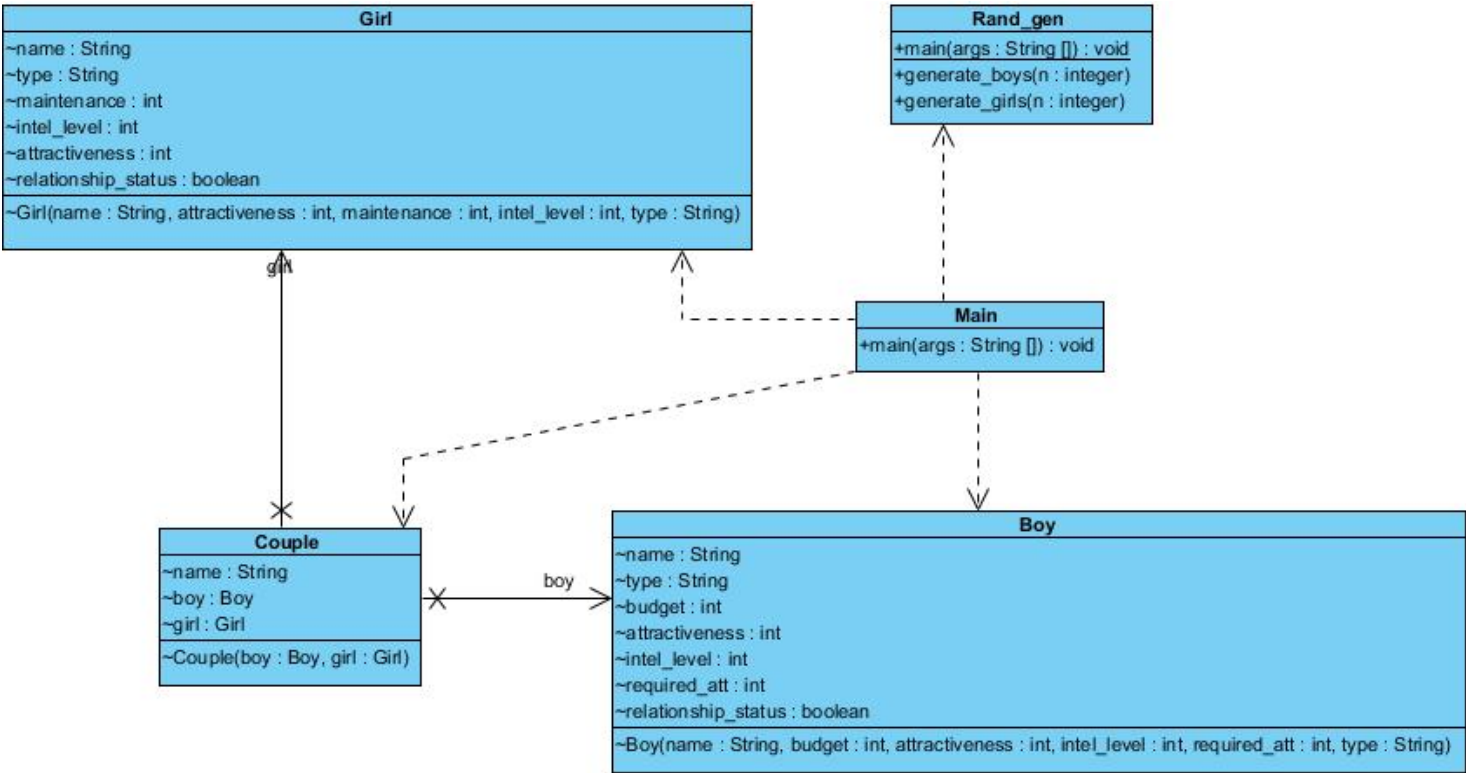 Girl
~name : String
~type : String
~maintenance : int
~intel_level : int
~attractiveness : int
~relationship_status : boolean
~Girl(name : String, attractiveness : int, maintenance : int, intel_level : int, type : String)
girl
Rand_gen
+main(args : String []) : void
+generate_boys(n : integer)
+generate_girls(n : integer)
Main
+main(args : String []) : void
Couple
~name : String
~boy : Boy
~girl : Girl
~Couple(boy : Boy, girl : Girl)
boy
Boy
~name : String
~type : String
~budget : int
~attractiveness : int
~intel_level : int
~required_att : int
~relationship_status : boolean
~Boy(name : String, budget : int, attractiveness : int, intel_level : int, required_att : int, type : String)